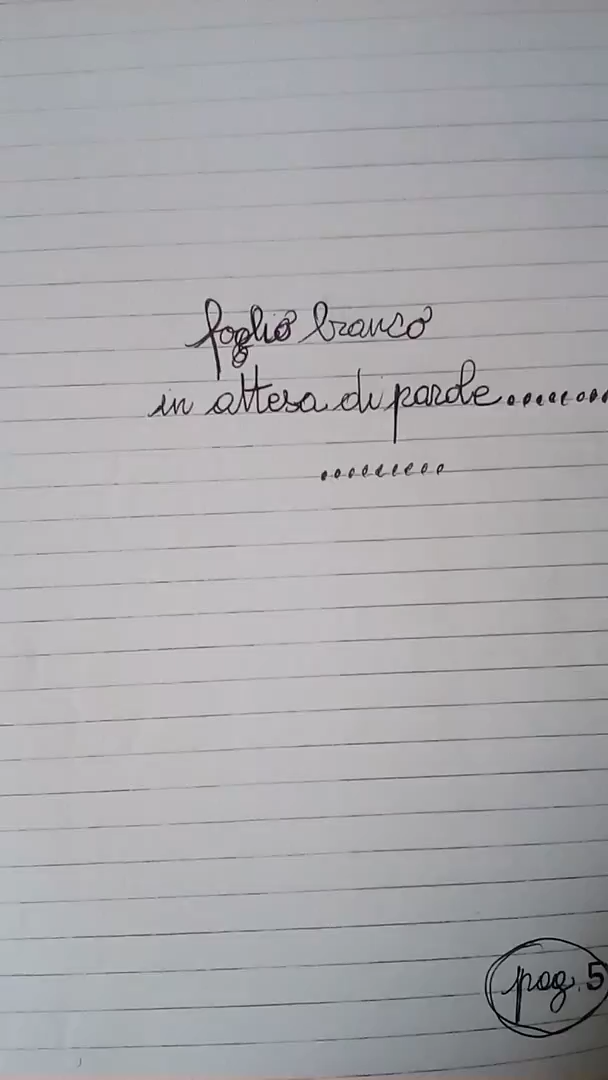 foglio bianco
in attesa di parole.........
.........
pag. 5